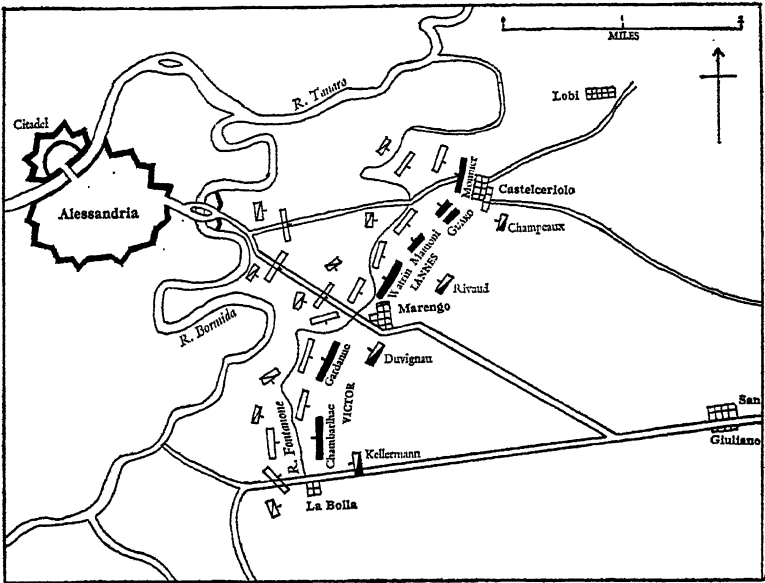 MILES
R. Tanaro
Lobi
Citadel
Alessandria
Monnier
Castelceriolo
Guako
Champeaux
Mainoni
Watrin
LANNES
Rivaud
Marengo
R. Bormida
Duvignau
Gardanne
VICTOR
Chambarlhac
R. Fontanone
Kellermann
San
Giuliano
La Bolla